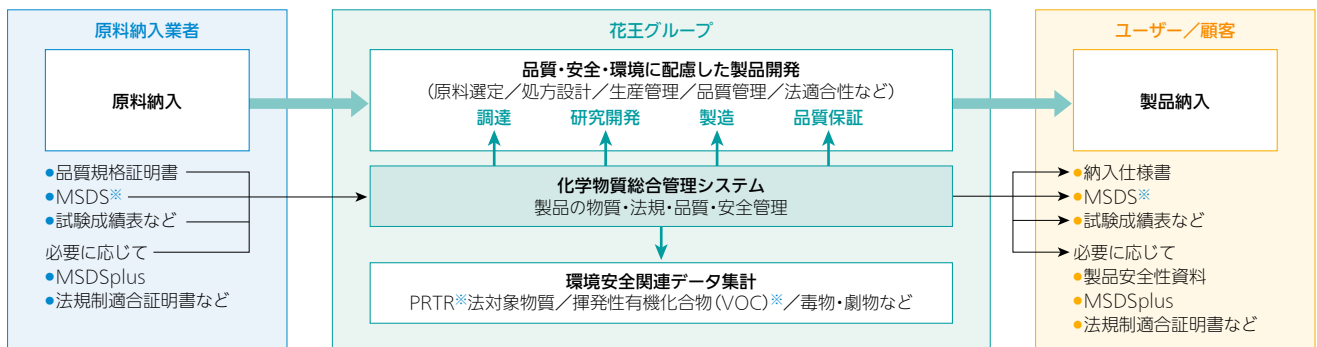 原料納入業者
原料納入
●品質規格証明書
●MSDS※
●試験成績表など
必要に応じて
●MSDSplus
●法規制適合証明書など
花王グループ
品質・安全・環境に配慮した製品開発
（原料選定／処方設計／生産管理／品質管理／法適合性など）
調達 研究開発 製造 品質保証
化学物質総合管理システム
製品の物質・法規・品質・安全管理
環境安全関連データ集計
PRTR※法対象物質／揮発性有機化合物（VOC）※／毒物・劇物など
ユーザー／顧客
製品納入
●納入仕様書
●MSDS※
●試験成績表など
必要に応じて
●製品安全性資料
●MSDSplus
●法規制適合証明書など